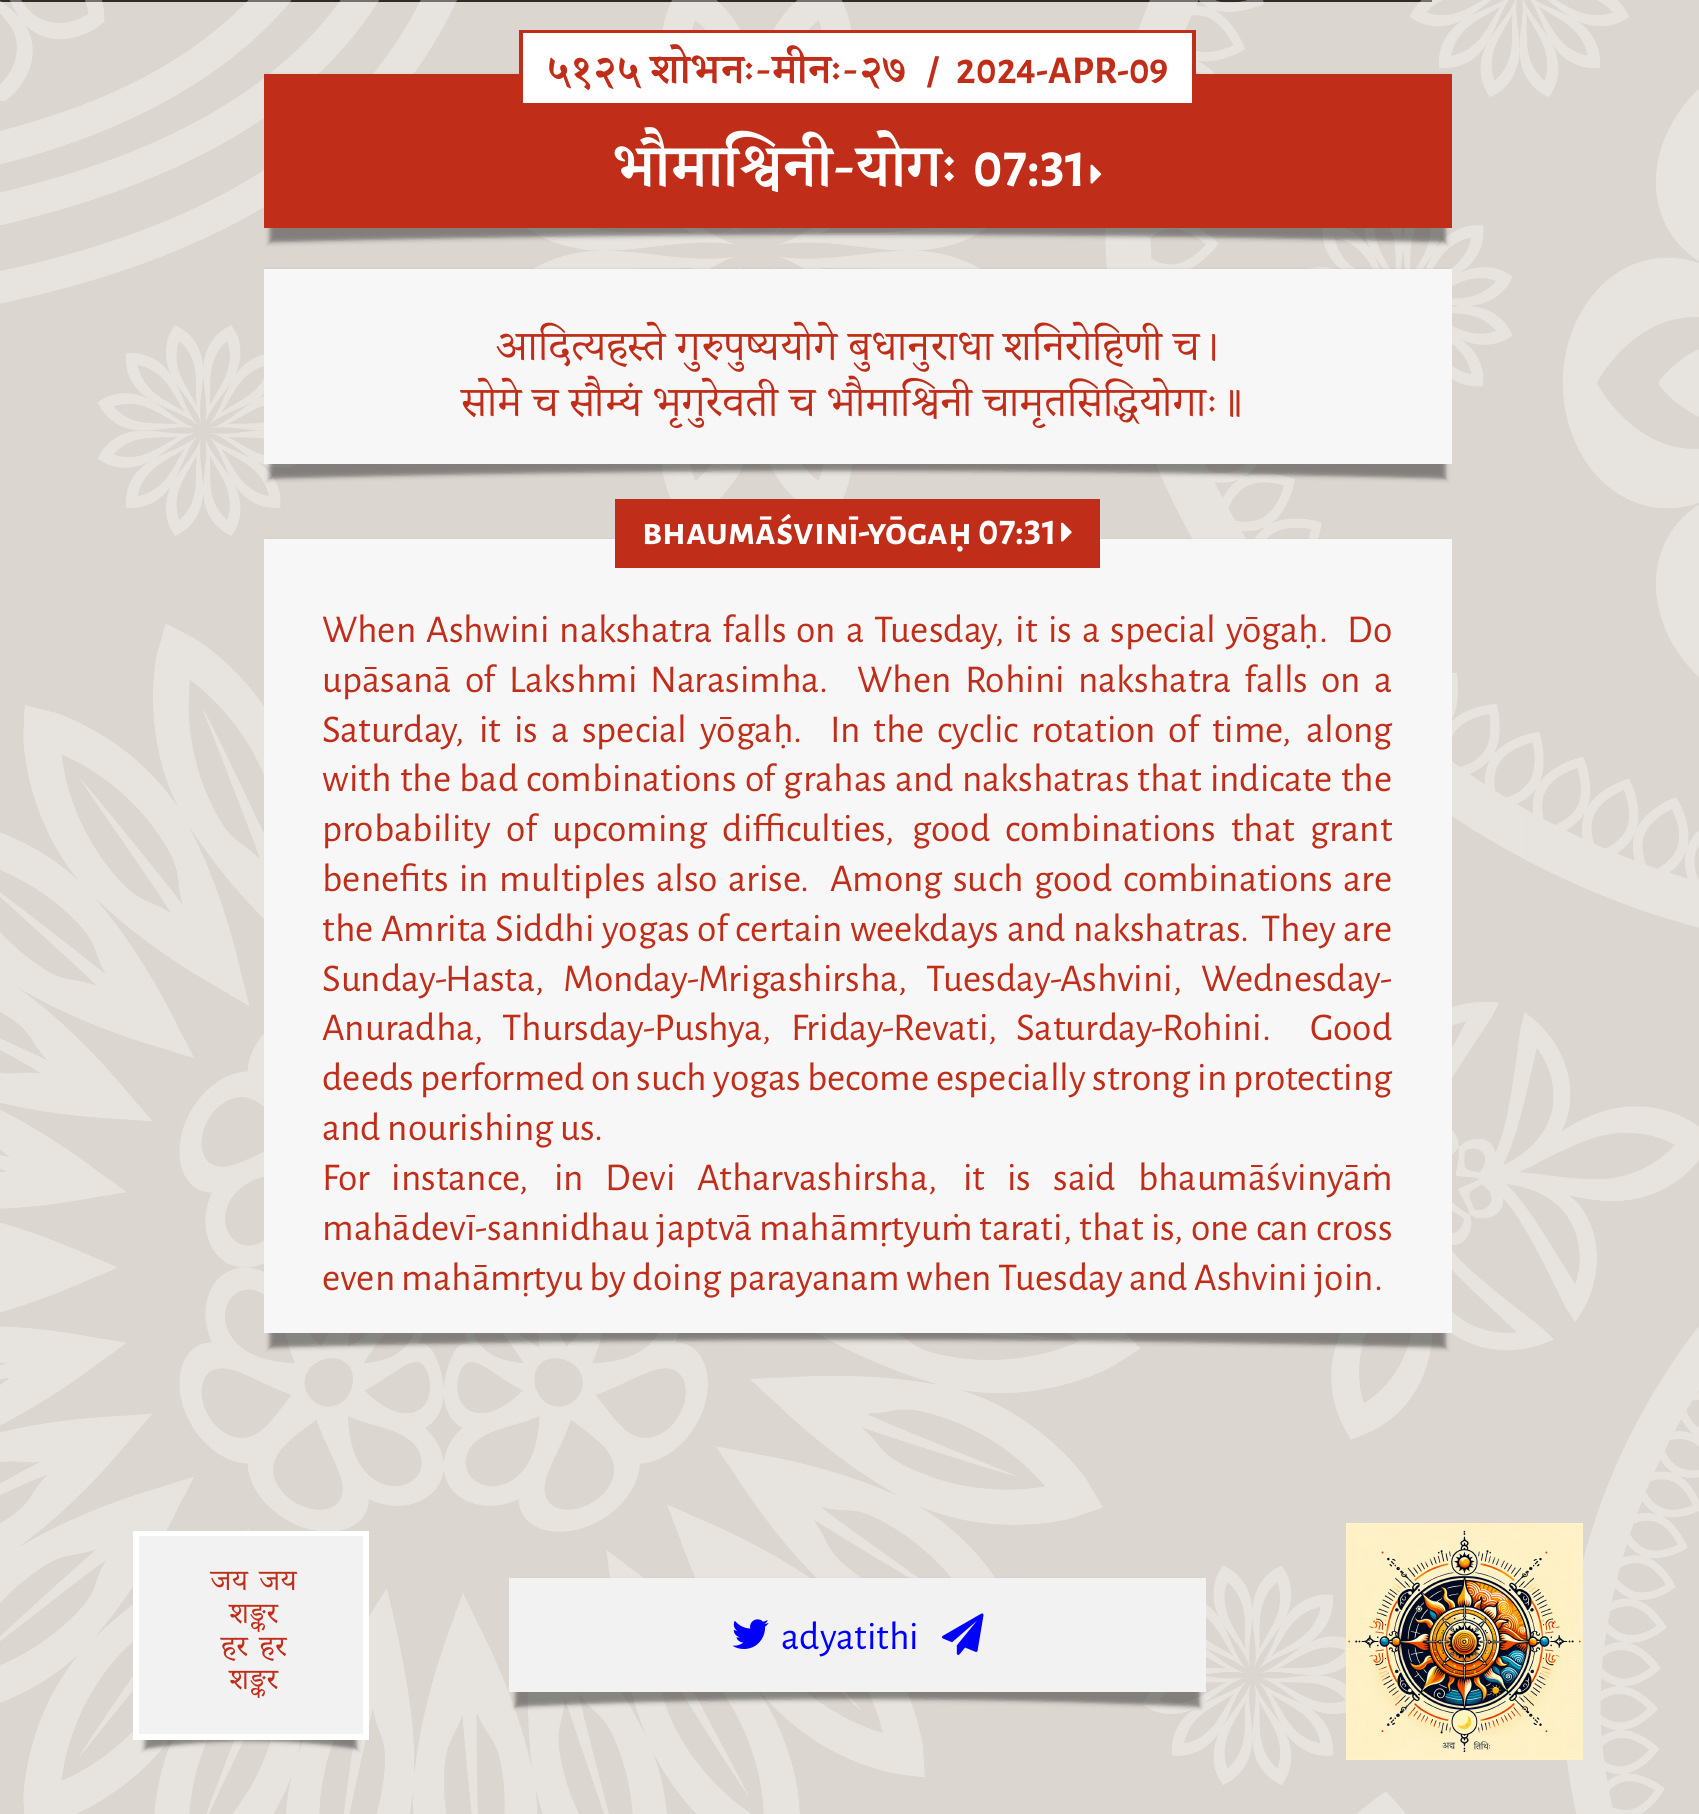 ५१२५ शोभनः-मीनः-२७ / 2024-APR-09
भौमाश्विनी-योगः 07:31
आदित्यहस्ते गुरुपुष्ययोगे बुधानुराधा शनिरोहिणी च।
सोमे च सौम्यं भृगुरेवती च भौमाश्विनी चामृतसिद्धियोगाः॥
BHAUMĀŚVINĪ-YŌGAḤ 07:31
When Ashwini nakshatra falls on a Tuesday, it is a special yōgaḥ. Do
upāsanā of Lakshmi Narasimha. When Rohini nakshatra falls on a
Saturday, it is a special yōgaḥ. In the cyclic rotation of time, along
with the bad combinations of grahas and nakshatras that indicate the
probability of upcoming difficulties, good combinations that grant
benefits in multiples also arise. Among such good combinations are
the Amrita Siddhi yogas of certain weekdays and nakshatras. They are
Sunday-Hasta, Monday-Mrigashirsha, Tuesday-Ashvini, Wednesday-
Anuradha, Thursday-Pushya, Friday-Revati, Saturday-Rohini. Good
deeds performed on such yogas become especially strong in protecting
and nourishing us.
For instance, in Devi Atharvashirsha, it is said bhaumāśvinyāṁ
mahādevī-sannidhau japtvā mahāmṛtyuṁ tarati, that is, one can cross
even mahāmṛtyu by doing parayanam when Tuesday and Ashvini join.
जय जय
शङ्कर
हर हर
शङ्कर
adyatithi
अद्य तिथिः